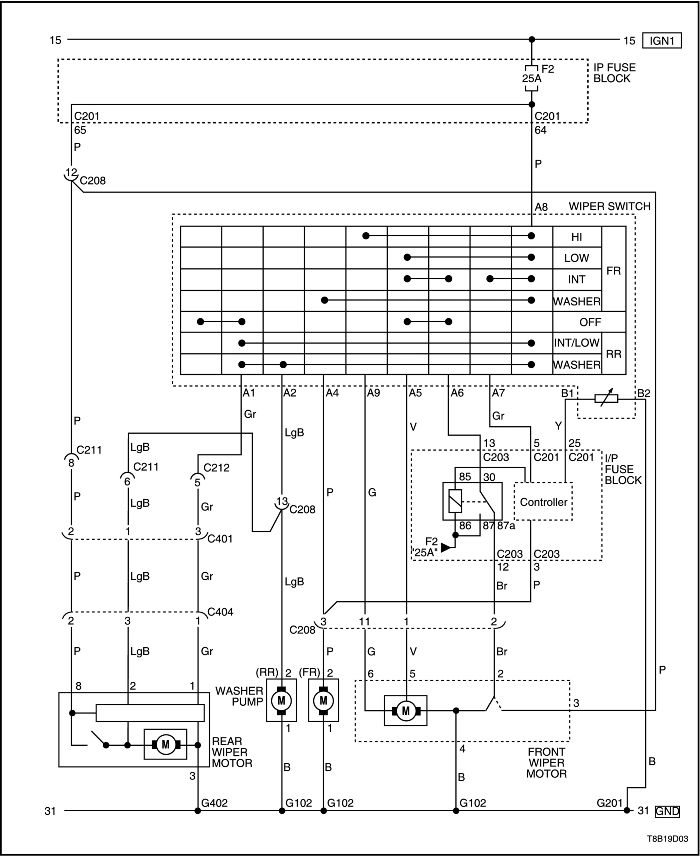 15 15 IGN1
F2
25A
IP FUSE
BLOCK
C201 C201
65 64
P P
12 C208
A8 WIPER SWITCH
HI
LOW
INT
WASHER
FR
OFF
INT/LOW
WASHER
RR
A1 A2 A4 A9 A5 A6 A7 B1 B2
Gr LgB V Gr Y
P
LgB
13 5 25
C203 C201 C201
I/P
FUSE
BLOCK
C211
8
C211
6
C212
5
85 30
Controller
86 87 87a
F2
"25A"
P LgB Gr
13
C208
P G
2 1 3 C401
C203 C203
12 3
P LgB Gr LgB
Br P
2 3 1 C404
C208
3 11 1 2
P LgB Gr
P G V Br
P
8 2 1
WASHER
PUMP
(RR) 2 (FR) 2
M M
1 1
6 5 2
M
3
4
M
REAR
WIPER
MOTOR
3
FRONT
WIPER
MOTOR
B B B B
31 G402 G102 G102 G102 G201 31 GND
T8B19D03